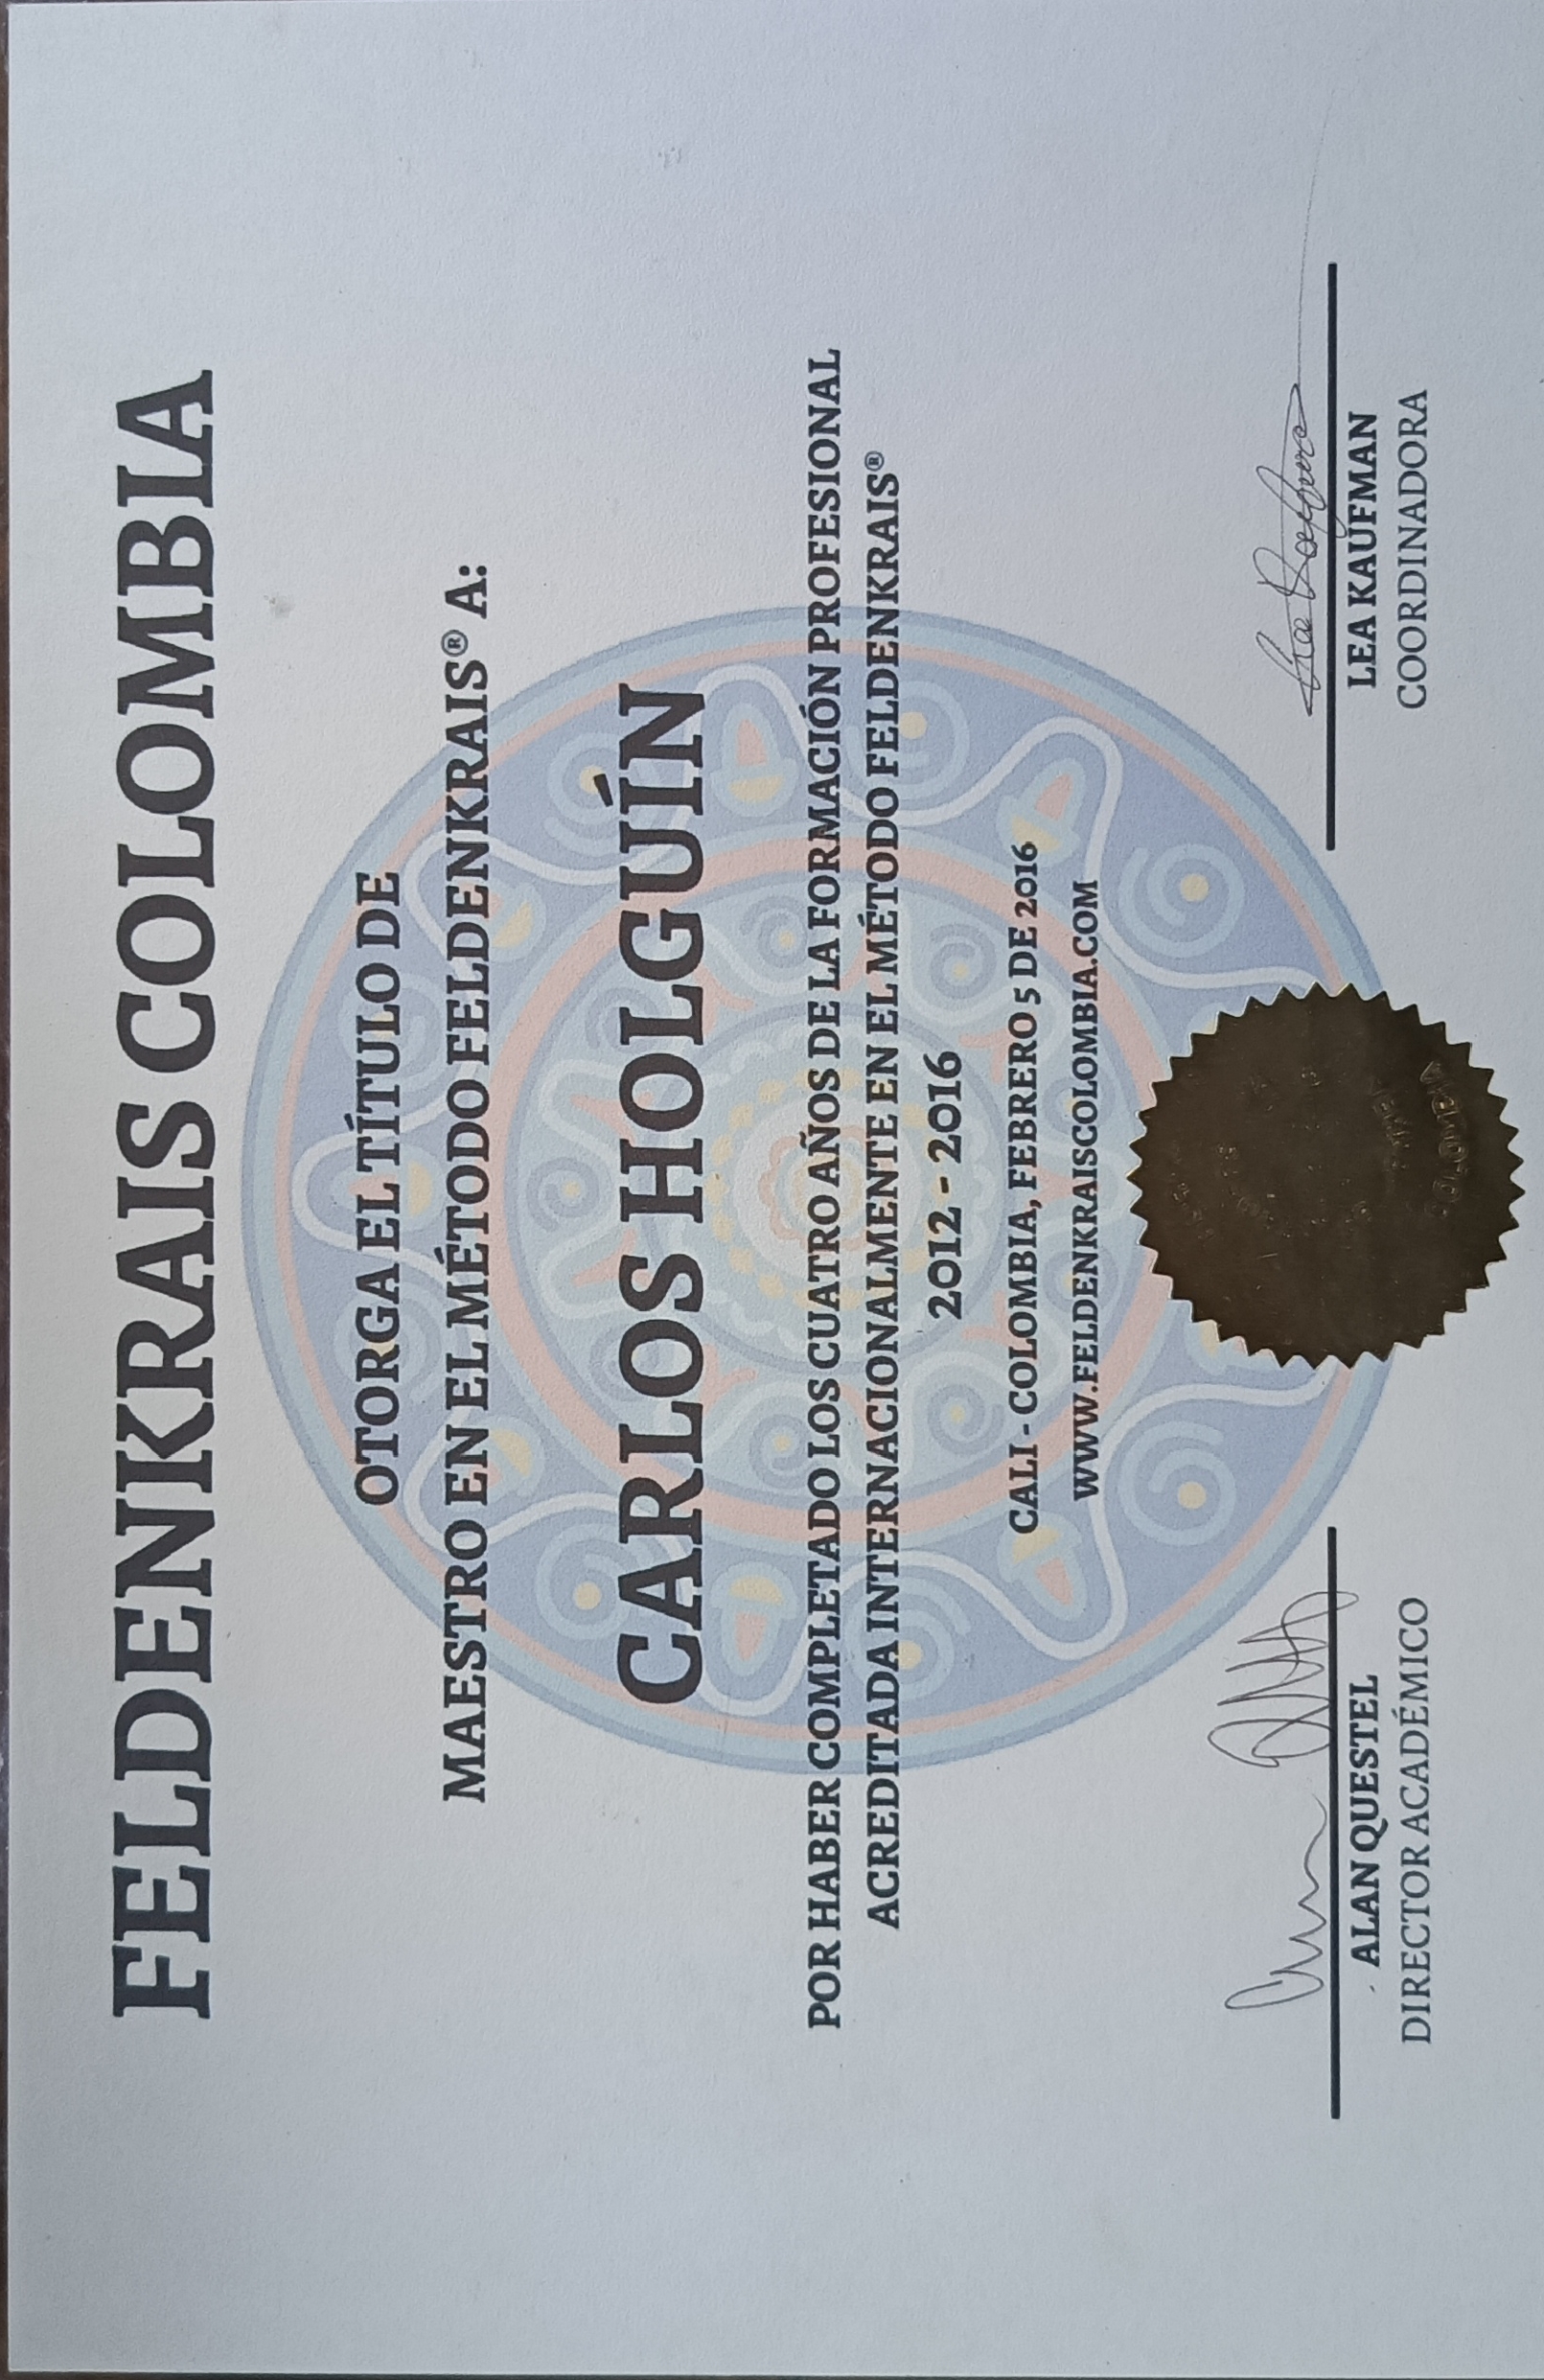 FELDENKRAIS COLOMBIA
OTORGA EL TÍTULO DE
MAESTRO EN EL MÉTODO FELDENKRAIS® A:
CARLOS HOLGUÍN
POR HABER COMPLETADO LOS CUATRO AÑOS DE LA FORMACIÓN PROFESIONAL
ACREDITADA INTERNACIONALMENTE EN EL MÉTODO FELDENKRAIS®
2012 - 2016
CALI - COLOMBIA, FEBRERO 5 DE 2016
WWW.FELDENKRAISCOLOMBIA.COM
ALAN QUESTEL
DIRECTOR ACADÉMICO
COLOMBIA
LEA KAUFMAN
COORDINADORA